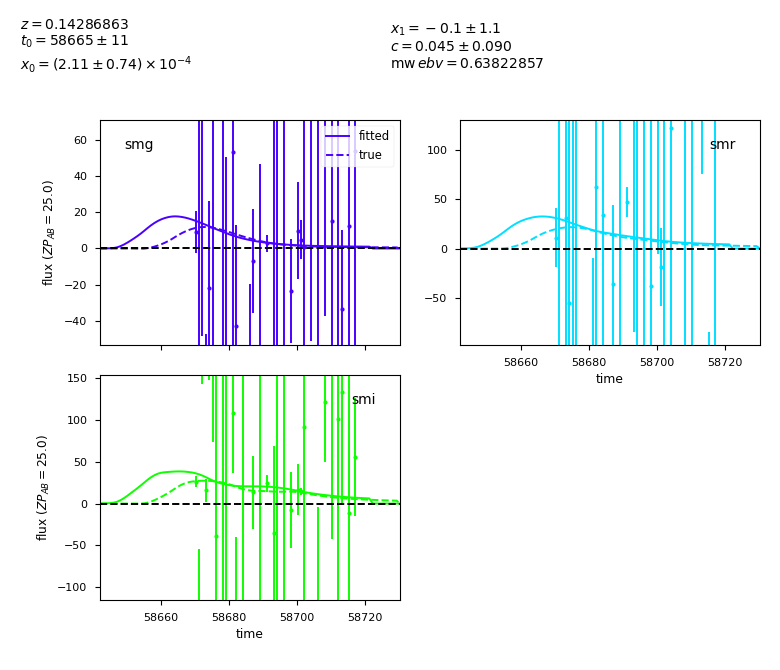 z = 0.14286863
t₀ = 58665 ± 11
x₀ = (2.11 ± 0.74) × 10⁻⁴
x₁ = −0.1 ± 1.1
c = 0.045 ± 0.090
mw ebv = 0.63822857
smg
fitted
true
60
40
20
0
−20
−40
flux (ZP_AB = 25.0)
smr
100
50
0
−50
58660 58680 58700 58720
time
smi
150
100
50
0
−50
−100
flux (ZP_AB = 25.0)
58660 58680 58700 58720
time